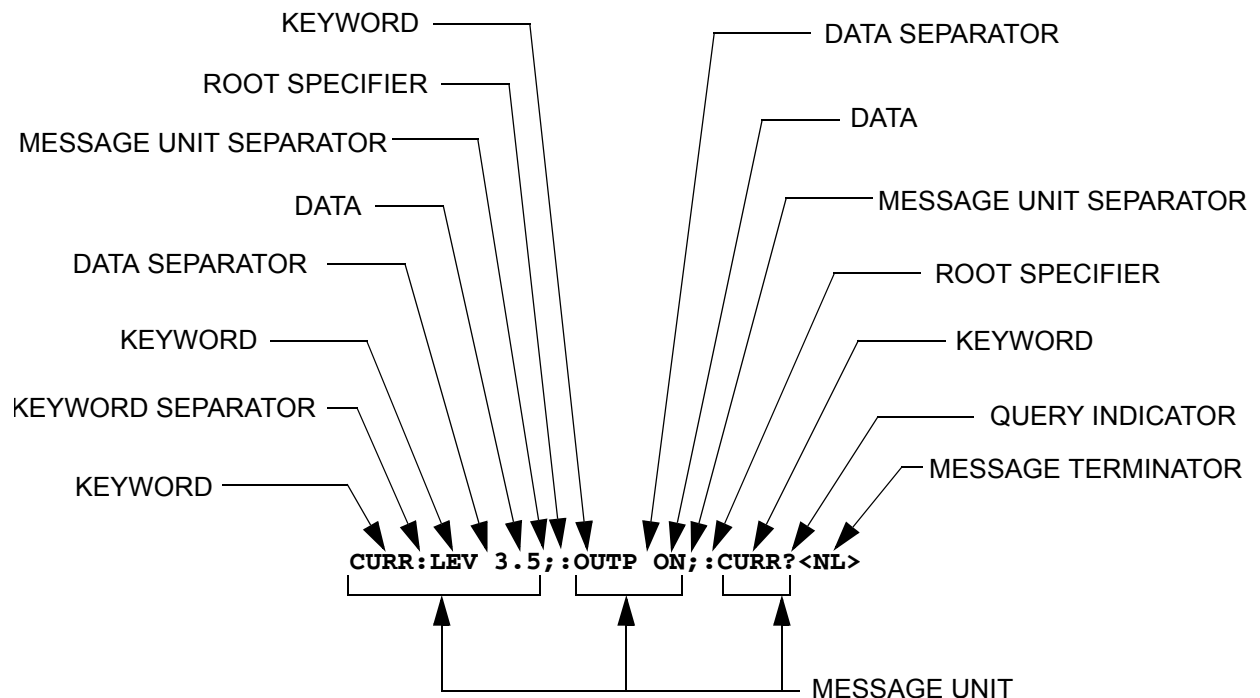 KEYWORD
DATA SEPARATOR
ROOT SPECIFIER
DATA
MESSAGE UNIT SEPARATOR
MESSAGE UNIT SEPARATOR
DATA
DATA SEPARATOR
ROOT SPECIFIER
KEYWORD
KEYWORD
KEYWORD SEPARATOR
QUERY INDICATOR
MESSAGE TERMINATOR
KEYWORD
CURR:LEV 3.5;:OUTP ON;:CURR?<NL>
MESSAGE UNIT